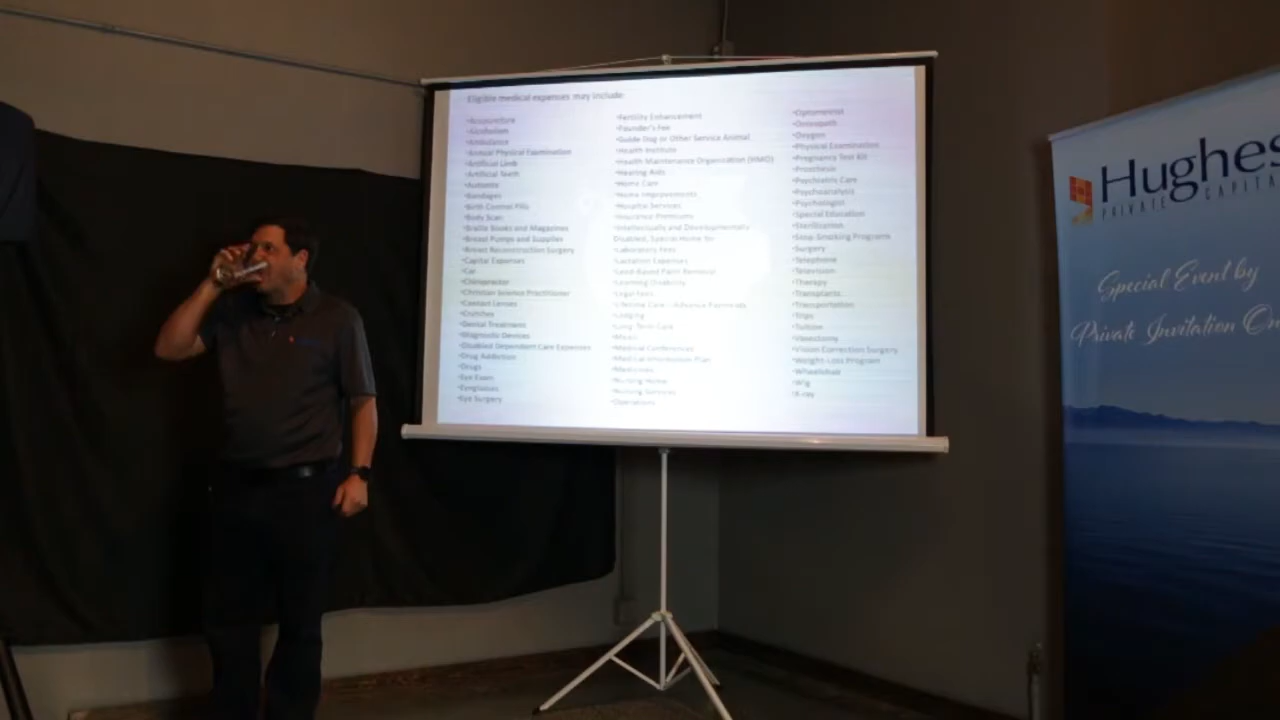 Eligible medical expenses may include:
•Acupuncture
•Alcoholism
•Ambulance
•Annual Physical Examination
•Artificial Limb
•Artificial Teeth
•Autoette
•Bandages
•Birth Control Pills
•Body Scan
•Braille Books and Magazines
•Breast Pumps and Supplies
•Breast Reconstruction Surgery
•Capital Expenses
•Car
•Chiropractor
•Christian Science Practitioner
•Contact Lenses
•Crutches
•Dental Treatments
•Diagnostic Devices
•Disabled Dependent Care Expenses
•Drug Addiction
•Drugs
•Eye Exam
•Eyeglasses
•Eye Surgery
•Fertility Enhancement
•Founder's Fee
•Guide Dog or Other Service Animal
•Health Institute
•Health Maintenance Organization (HMO)
•Hearing Aids
•Home Care
•Home Improvements
•Hospital Services
•Insurance Premiums
•Intellectually and Developmentally
Disabled, Special Home for
•Laboratory Fees
•Lactation Expenses
•Lead-Based Paint Removal
•Learning Disability
•Legal Fees
•Lifetime Care - Advance Payments
•Lodging
•Long-Term Care
•Meals
•Medical Conferences
•Medical Information Plan
•Medicines
•Nursing Home
•Nursing Services
•Operations
•Optometrist
•Osteopath
•Oxygen
•Physical Examination
•Pregnancy Test Kit
•Prosthesis
•Psychiatric Care
•Psychoanalysis
•Psychologist
•Special Education
•Sterilization
•Stop-Smoking Programs
•Surgery
•Telephone
•Television
•Therapy
•Transplants
•Transportation
•Trips
•Tuition
•Vasectomy
•Vision Correction Surgery
•Weight-Loss Program
•Wheelchair
•Wig
•X-ray
Hughes
PRIVATE CAPITA
Special Event by
Private Invitation On